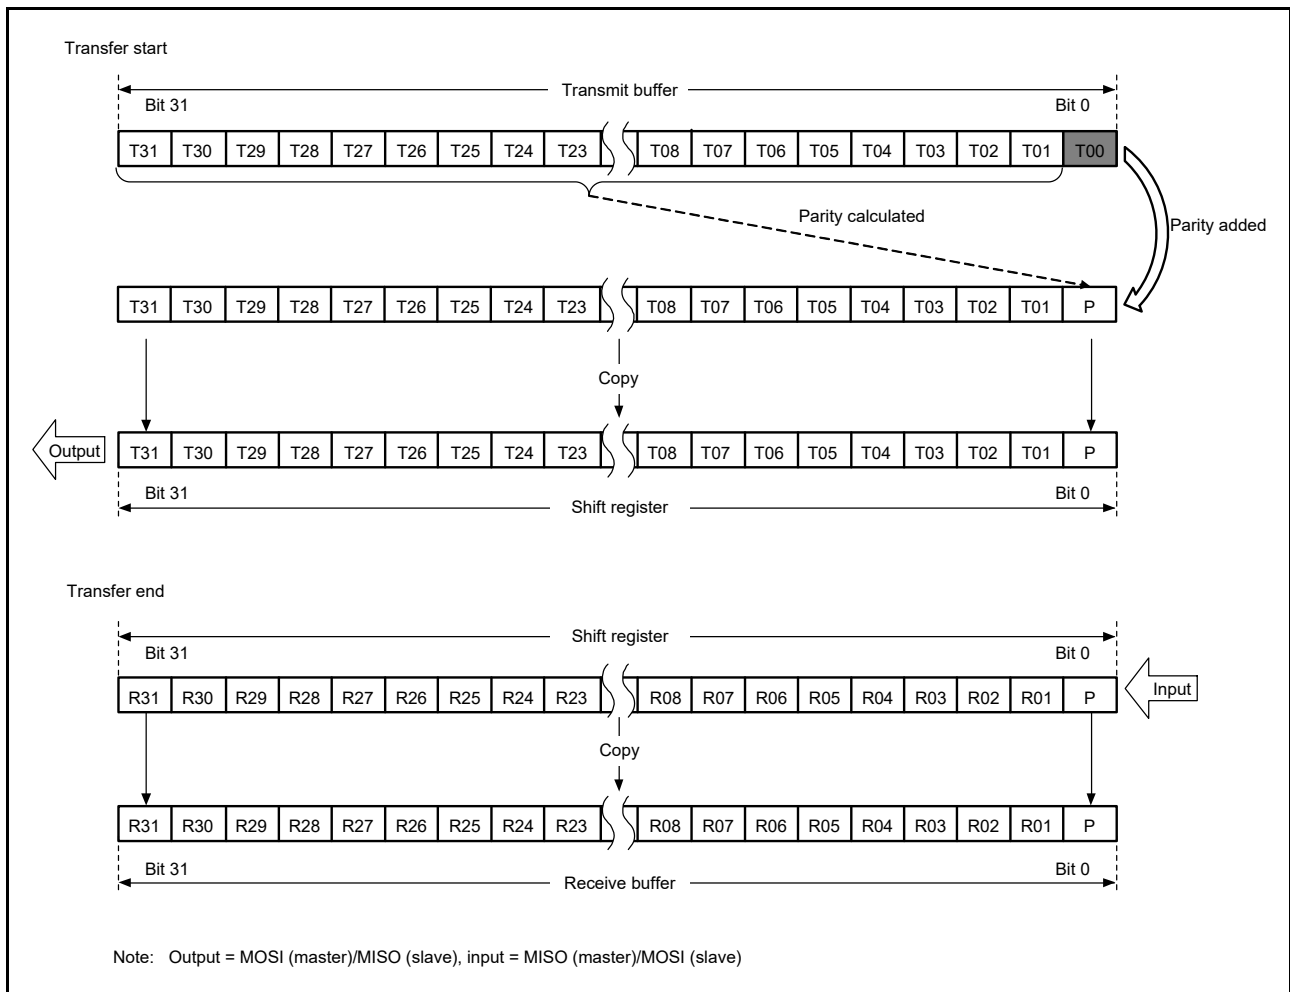 Transfer start
Transmit buffer
Bit 31 Bit 0
T31 T30 T29 T28 T27 T26 T25 T24 T23 T08 T07 T06 T05 T04 T03 T02 T01 T00
Parity calculated
Parity added
T31 T30 T29 T28 T27 T26 T25 T24 T23 T08 T07 T06 T05 T04 T03 T02 T01 P
Copy
Output T31 T30 T29 T28 T27 T26 T25 T24 T23 T08 T07 T06 T05 T04 T03 T02 T01 P
Bit 31 Bit 0
Shift register
Transfer end
Shift register
Bit 31 Bit 0
R31 R30 R29 R28 R27 R26 R25 R24 R23 R08 R07 R06 R05 R04 R03 R02 R01 P Input
Copy
R31 R30 R29 R28 R27 R26 R25 R24 R23 R08 R07 R06 R05 R04 R03 R02 R01 P
Bit 31 Bit 0
Receive buffer
Note: Output = MOSI (master)/MISO (slave), input = MISO (master)/MOSI (slave)